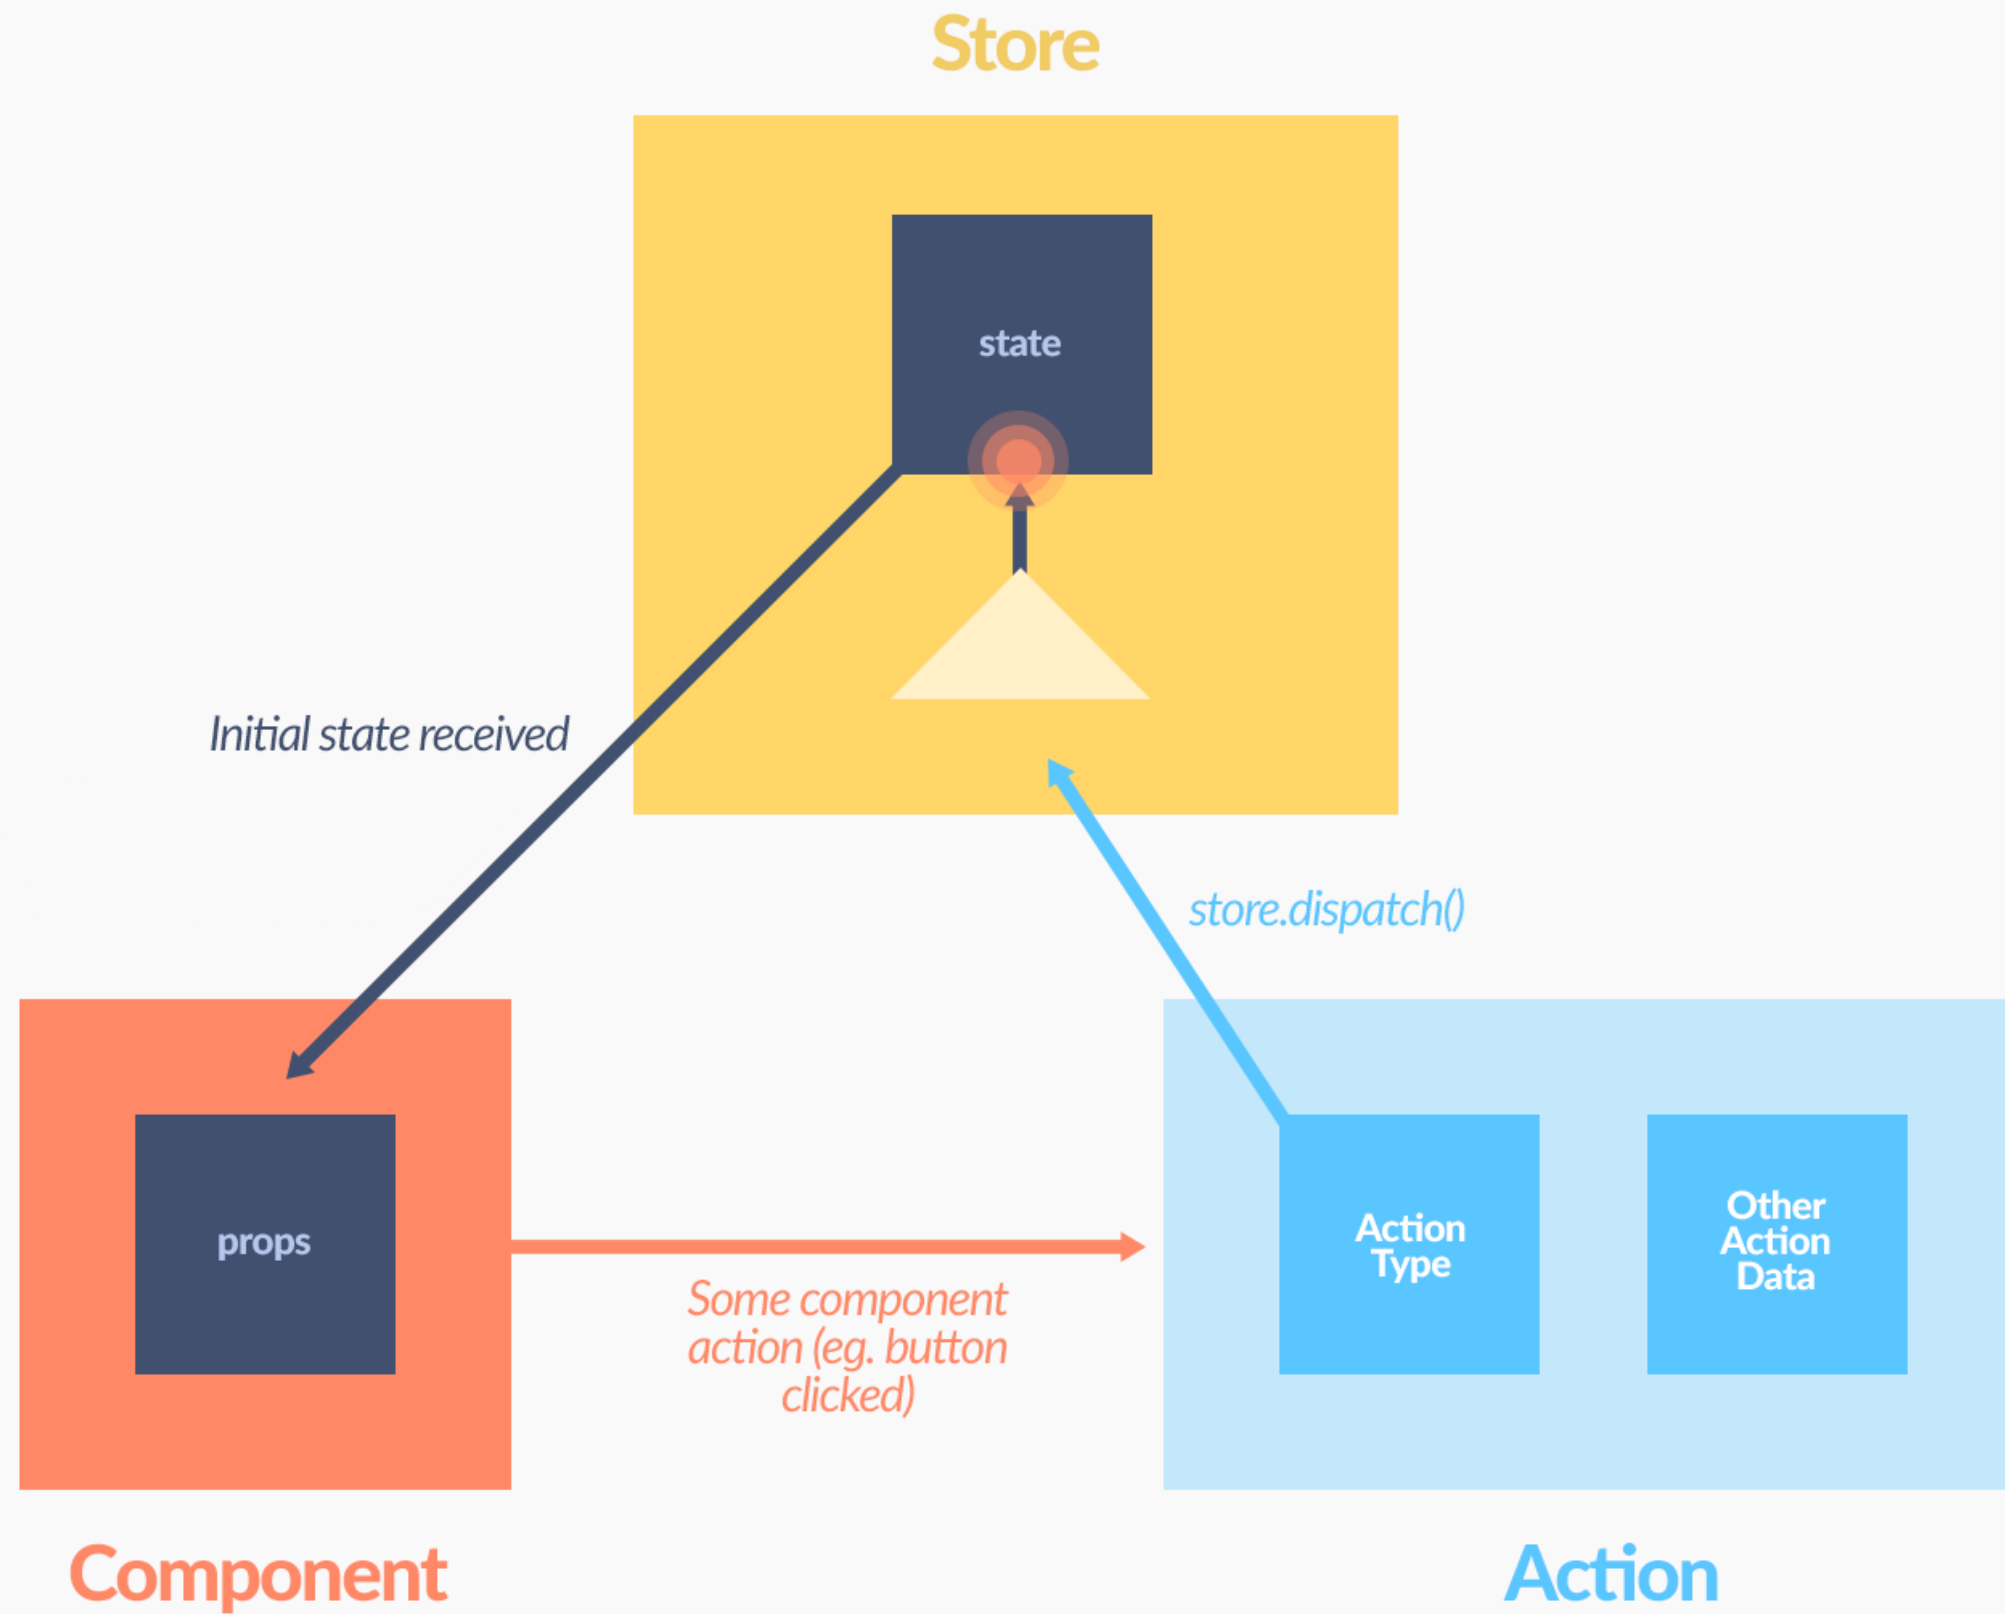 Store
state
Initial state received
store.dispatch()
props
Some component
action (eg. button
clicked)
Action
Type
Other
Action
Data
Component
Action